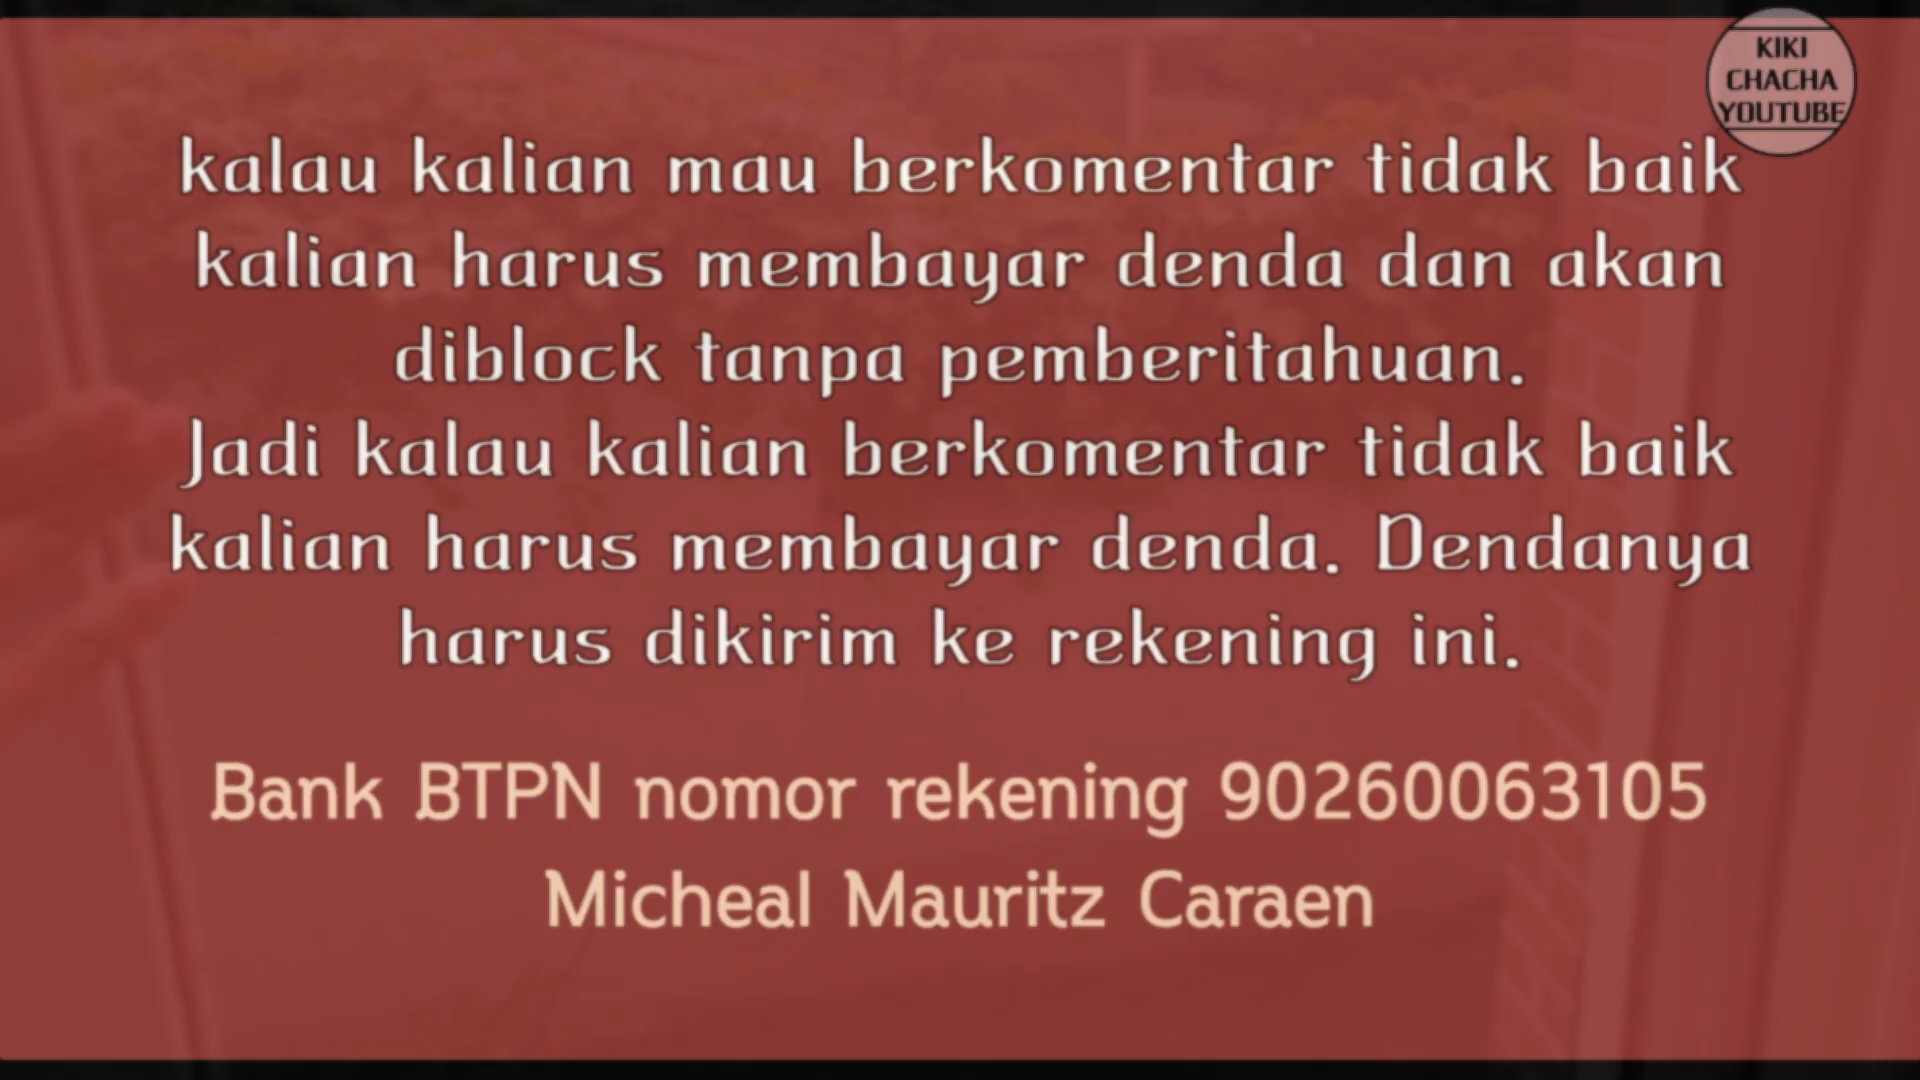 KIKI
CHACHA
YOUTUBE
kalau kalian mau berkomentar tidak baik
kalian harus membayar denda dan akan
diblock tanpa pemberitahuan.
Jadi kalau kalian berkomentar tidak baik
kalian harus membayar denda. Dendanya
harus dikirim ke rekening ini.
Bank BTPN nomor rekening 90260063105
Micheal Mauritz Caraen